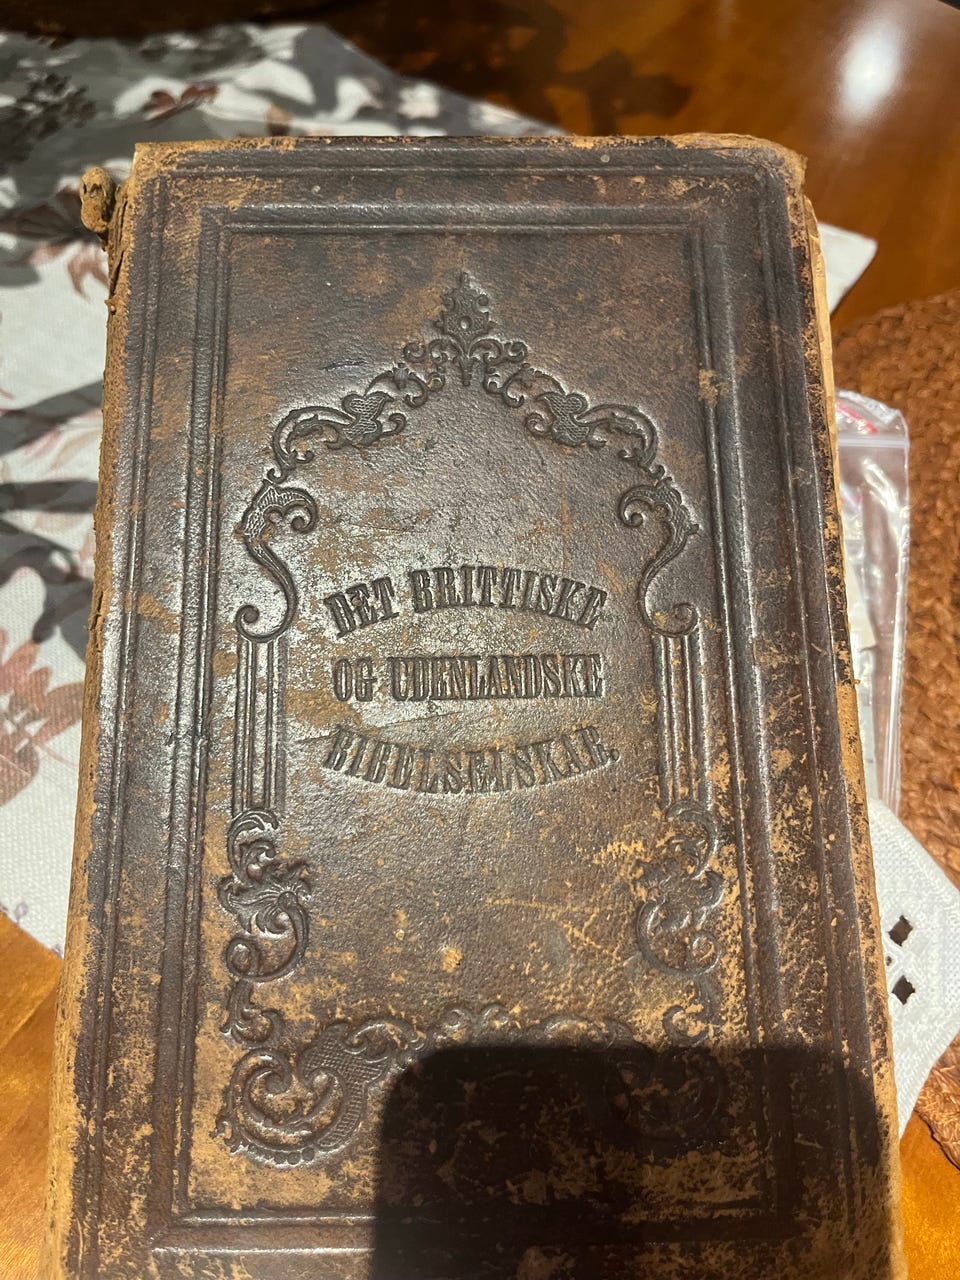 DET BRITTISKE
OG UDENLANDSKE
BIBELSELSKAB.